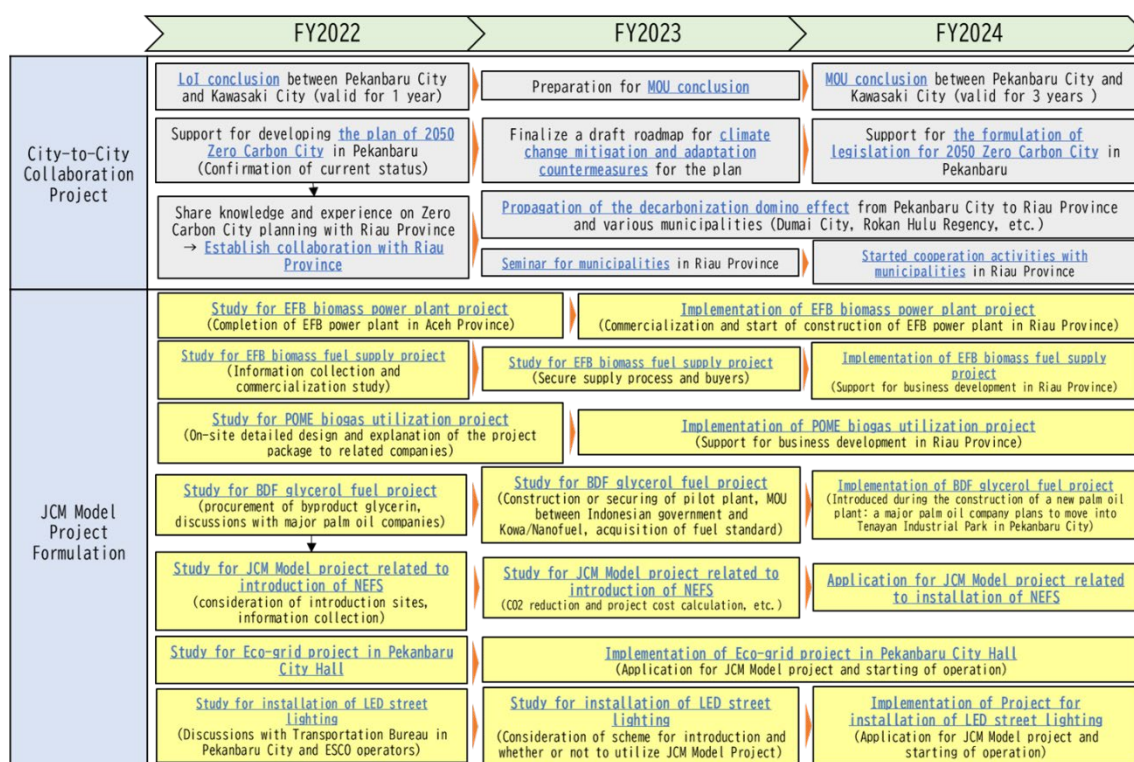 FY2022
FY2023
FY2024
City-to-City
Collaboration
Project
LoI conclusion between Pekanbaru City
and Kawasaki City (valid for 1 year)
Preparation for MOU conclusion
MOU conclusion between Pekanbaru City and
Kawasaki City (valid for 3 years )
Support for developing the plan of 2050
Zero Carbon City in Pekanbaru
(Confirmation of current status)
Finalize a draft roadmap for climate
change mitigation and adaptation
countermeasures for the plan
Support for the formulation of
legislation for 2050 Zero Carbon City in
Pekanbaru
Share knowledge and experience on Zero
Carbon City planning with Riau Province
→ Establish collaboration with Riau
Province
Propagation of the decarbonization domino effect from Pekanbaru City to Riau Province
and various municipalities (Dumai City, Rokan Hulu Regency, etc.)
Seminar for municipalities in Riau Province
Started cooperation activities with
municipalities in Riau Province
JCM Model
Project
Formulation
Study for EFB biomass power plant project
(Completion of EFB power plant in Aceh Province)
Implementation of EFB biomass power plant project
(Commercialization and start of construction of EFB power plant in Riau Province)
Study for EFB biomass fuel supply project
(Information collection and
commercialization study)
Study for EFB biomass fuel supply project
(Secure supply process and buyers)
Implementation of EFB biomass fuel supply
project
(Support for business development in Riau Province)
Study for POME biogas utilization project
(On-site detailed design and explanation of the project
package to related companies)
Implementation of POME biogas utilization project
(Support for business development in Riau Province)
Study for BDF glycerol fuel project
(procurement of byproduct glycerin,
discussions with major palm oil companies)
Study for BDF glycerol fuel project
(Construction or securing of pilot plant, MOU
between Indonesian government and
Kowa/Nanofuel, acquisition of fuel standard)
Implementation of BDF glycerol fuel project
(Introduced during the construction of a new palm oil
plant: a major palm oil company plans to move into
Tenayan Industrial Park in Pekanbaru City)
Study for JCM Model project related to
introduction of NEFS
(consideration of introduction sites,
information collection)
Study for JCM Model project related to
introduction of NEFS
(CO2 reduction and project cost calculation, etc.)
Application for JCM Model project related
to installation of NEFS
Study for Eco-grid project in Pekanbaru
City Hall
Implementation of Eco-grid project in Pekanbaru City Hall
(Application for JCM Model project and starting of operation)
Study for installation of LED street
lighting
(Discussions with Transportation Bureau in
Pekanbaru City and ESCO operators)
Study for installation of LED street
lighting
(Consideration of scheme for introduction and
whether or not to utilize JCM Model Project)
Implementation of Project for
installation of LED street lighting
(Application for JCM Model project and
starting of operation)